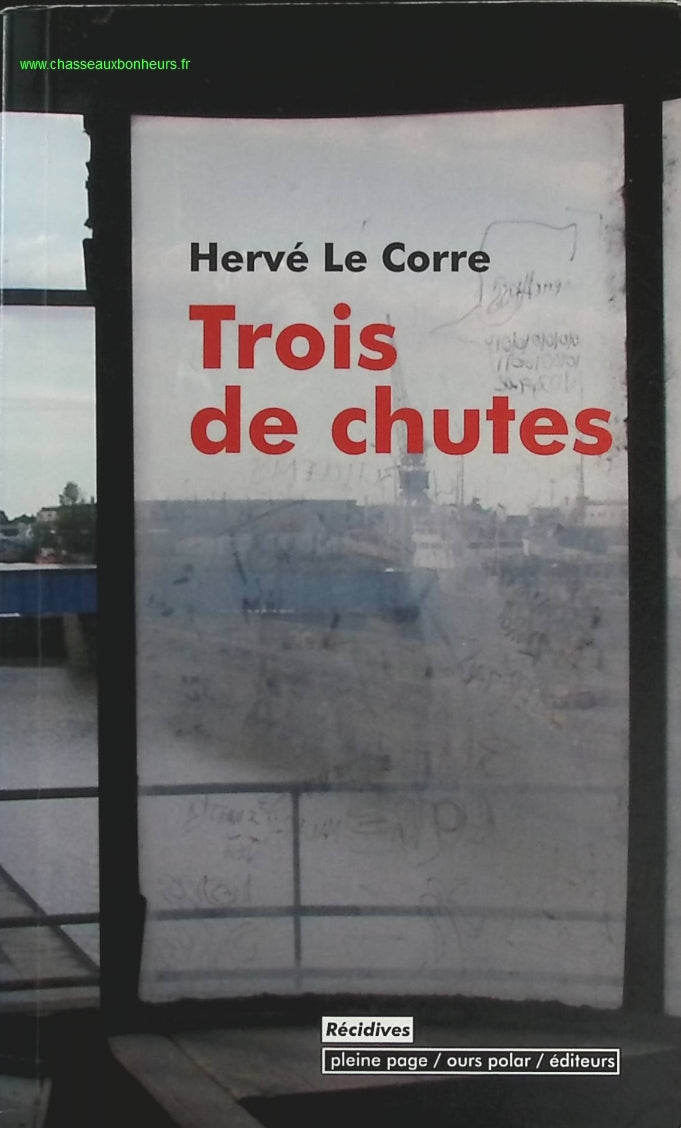 www.chasseauxbonheurs.fr
Hervé Le Corre
Trois
de chutes
Récidives
pleine page / ours polar / éditeurs